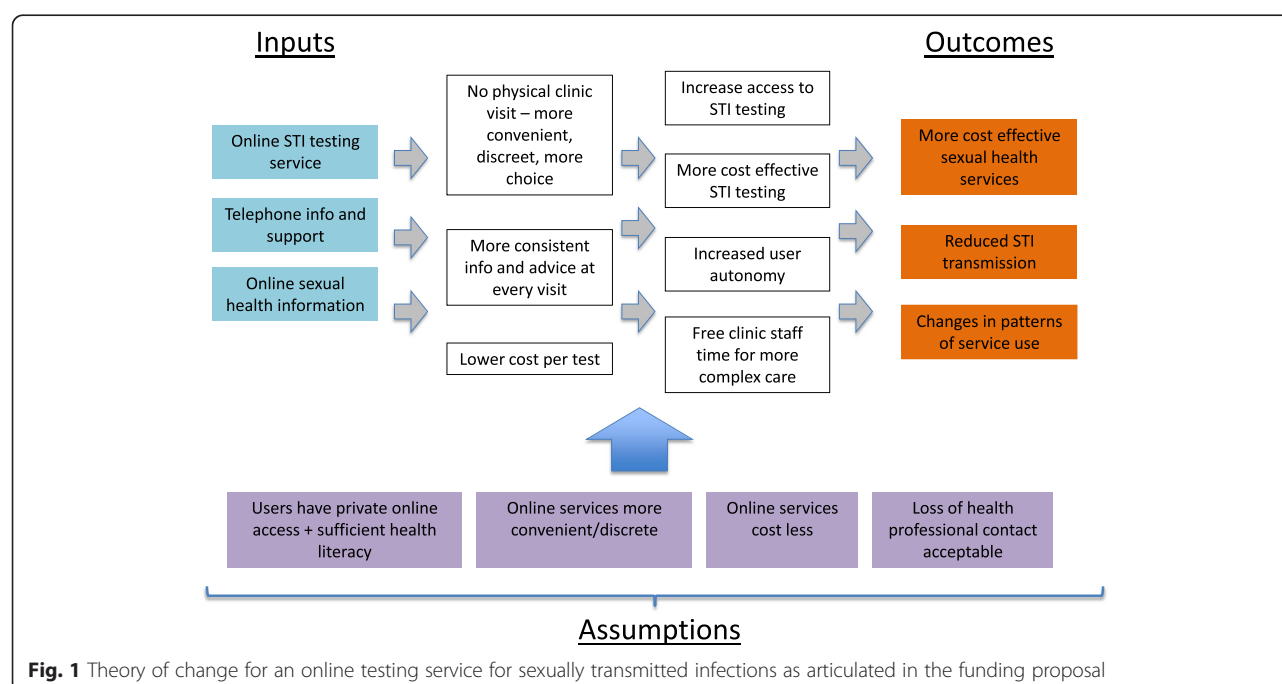 Inputs
Outcomes
Online STI testing
service
Telephone info and
support
Online sexual
health information
No physical clinic
visit – more
convenient,
discreet, more
choice
More consistent
info and advice at
every visit
Lower cost per test
Increase access to
STI testing
More cost effective
STI testing
Increased user
autonomy
Free clinic staff
time for more
complex care
More cost effective
sexual health
services
Reduced STI
transmission
Changes in patterns
of service use
Users have private online
access + sufficient health
literacy
Online services more
convenient/discrete
Online services
cost less
Loss of health
professional contact
acceptable
Assumptions
Fig. 1 Theory of change for an online testing service for sexually transmitted infections as articulated in the funding proposal